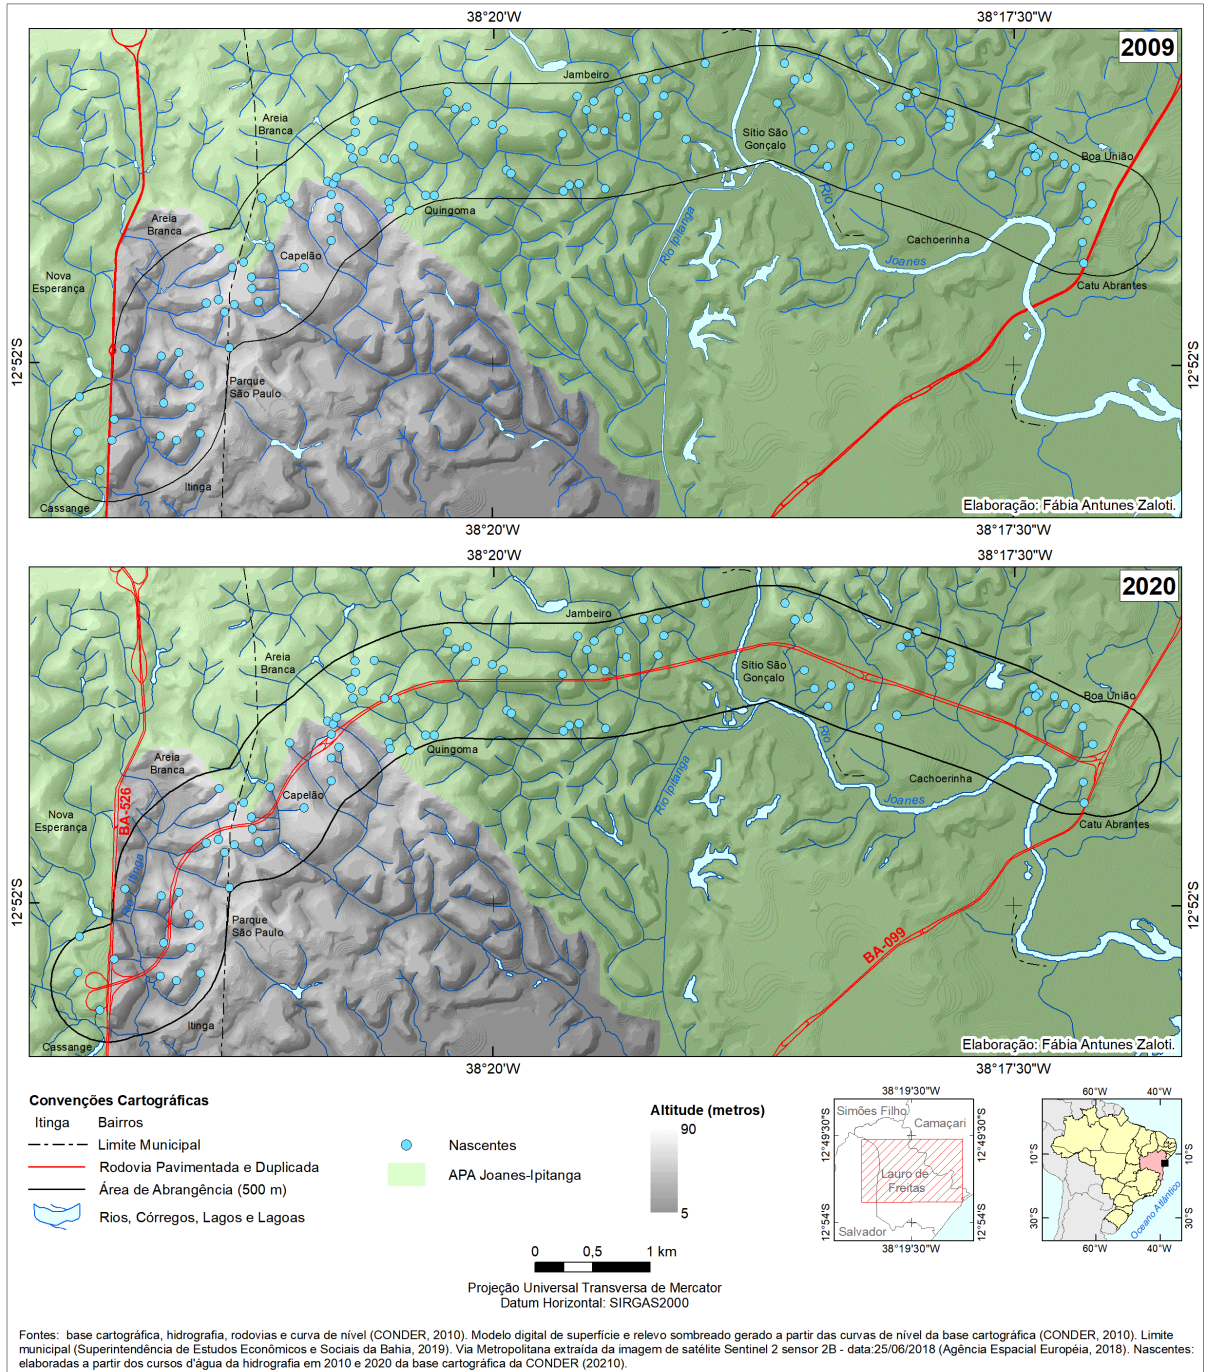 38°20'W
38°17'30"W
2009
Jambeiro
Areia
Branca
Sítio São
Gonçalo
Boa União
Areia
Branca
Quingoma
Rio
Rio Ipitanga
Cachoerinha
Capelão
Joanes
Nova
Esperança
Catu Abrantes
12°52'S
12°52'S
Parque
São Paulo
Itinga
Cassange
Elaboração: Fábia Antunes Zaloti.
38°20'W
38°17'30"W
38°20'W
38°17'30"W
2020
Jambeiro
Areia
Branca
Sítio São
Gonçalo
Boa União
Areia
Branca
Quingoma
Rio
Rio Ipitanga
Cachoerinha
Capelão
Joanes
Nova
Esperança
BA-526
Catu Abrantes
Rio Itinga
12°52'S
12°52'S
Parque
São Paulo
BA-099
Itinga
Cassange
Elaboração: Fábia Antunes Zaloti.
38°20'W
38°17'30"W
Convenções Cartográficas
Itinga Bairros
Limite Municipal
Rodovia Pavimentada e Duplicada
Área de Abrangência (500 m)
Rios, Córregos, Lagos e Lagoas
Nascentes
APA Joanes-Ipitanga
Altitude (metros)
90
5
38°19'30"W
Simões Filho
Camaçari
12°49'30"S
12°49'30"S
Lauro de
Freitas
12°54'S
12°54'S
Salvador
38°19'30"W
60°W 40°W
10°S
10°S
30°S
30°S
Oceano Atlântico
60°W 40°W
0 0,5 1 km
Projeção Universal Transversa de Mercator
Datum Horizontal: SIRGAS2000
Fontes: base cartográfica, hidrografia, rodovias e curva de nível (CONDER, 2010). Modelo digital de superfície e relevo sombreado gerado a partir das curvas de nível da base cartográfica (CONDER, 2010). Limite
municipal (Superintendência de Estudos Econômicos e Sociais da Bahia, 2019). Via Metropolitana extraída da imagem de satélite Sentinel 2 sensor 2B - data:25/06/2018 (Agência Espacial Européia, 2018). Nascentes:
elaboradas a partir dos cursos d'água da hidrografia em 2010 e 2020 da base cartográfica da CONDER (20210).